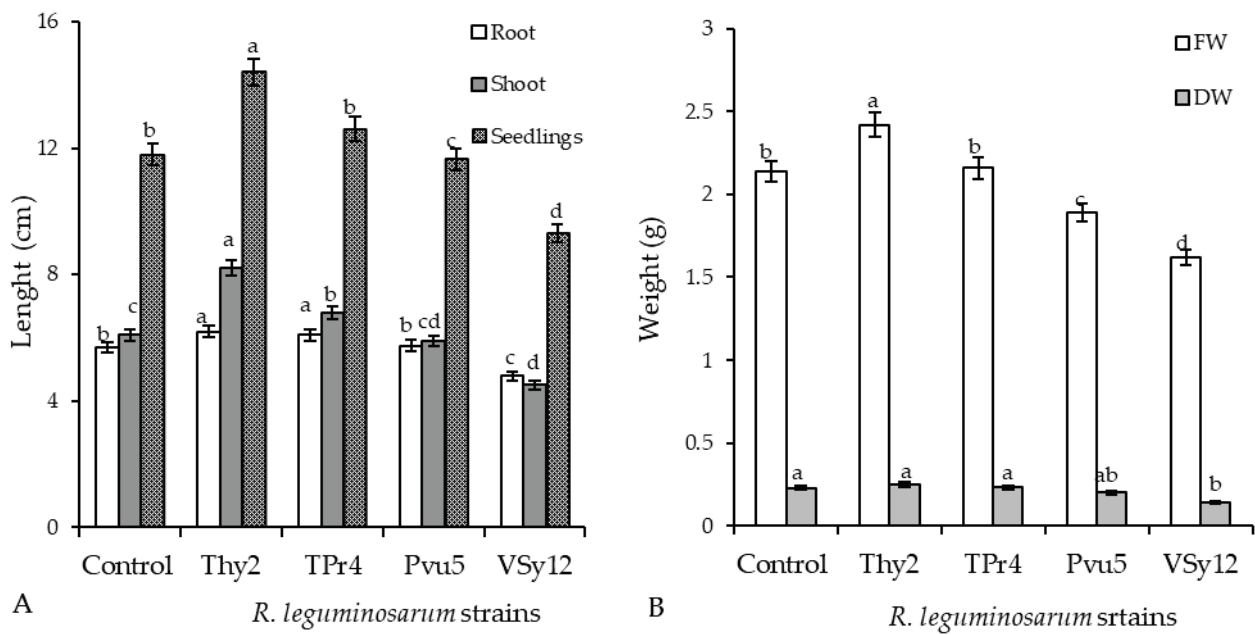 16
12
8
4
0
Lenght (cm)
Root
Shoot
Seedlings
b c b
a a a
a b b
b cd c
c d d
Control Thy2 TPr4 Pvu5 VSy12
A
R. leguminosarum strains
3
2.5
2
1.5
1
0.5
0
Weight (g)
FW
DW
b a
a a
b a
c ab
d b
Control Thy2 TPr4 Pvu5 VSy12
B
R. leguminosarum srtains